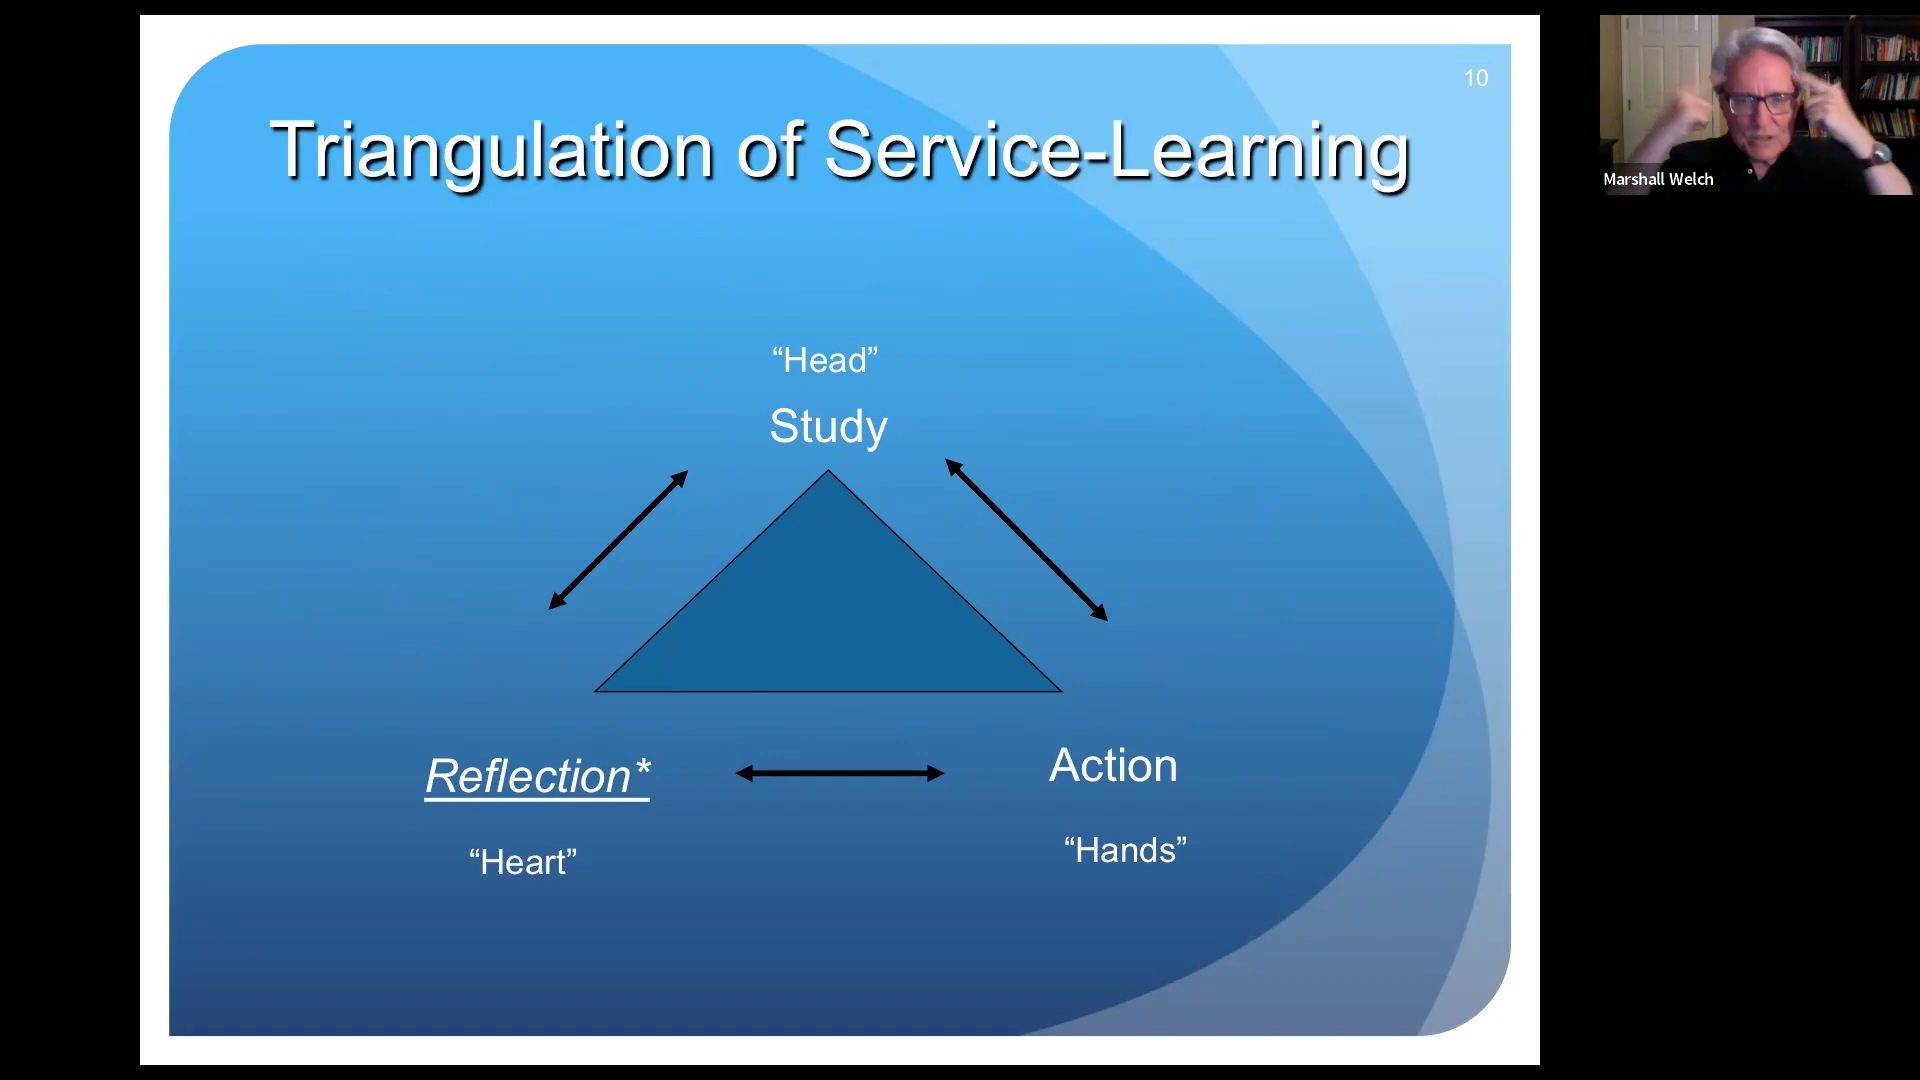 10
Triangulation of Service-Learning
“Head”
Study
Reflection*
Action
“Heart”
“Hands”
Marshall Welch